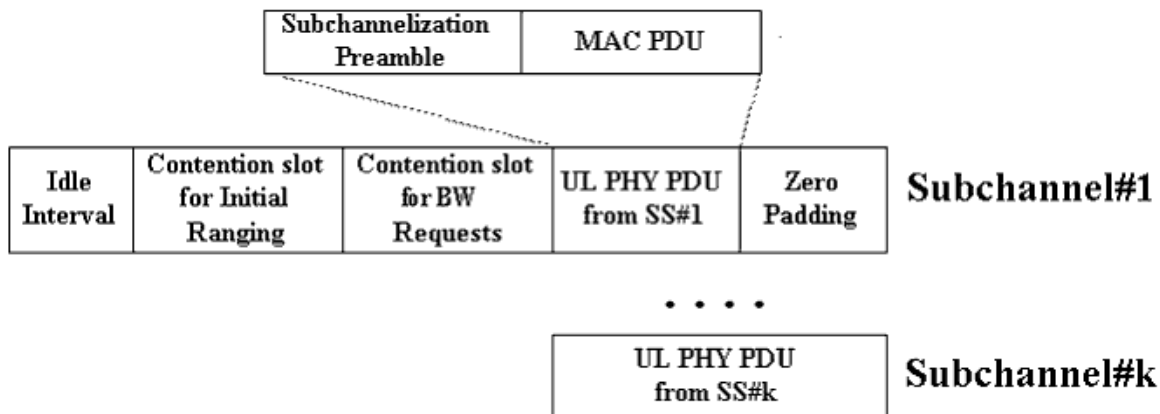 Subchannelization
Preamble
MAC PDU
Idle
Interval
Contention slot
for Initial
Ranging
Contention slot
for BW
Requests
UL PHY PDU
from SS#1
Zero
Padding
Subchannel#1
. . . .
UL PHY PDU
from SS#k
Subchannel#k